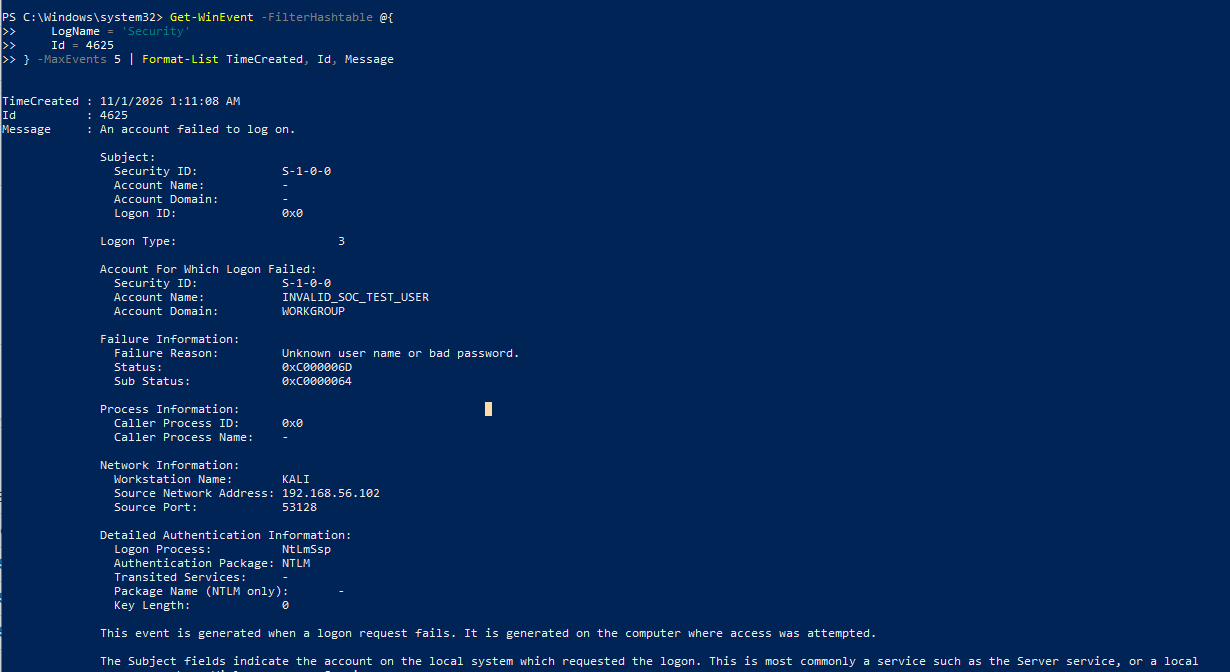 PS C:\Windows\system32> Get-WinEvent -FilterHashtable @{
>>     LogName = 'Security'
>>     Id = 4625
>> } -MaxEvents 5 | Format-List TimeCreated, Id, Message
TimeCreated : 11/1/2026 1:11:08 AM
Id          : 4625
Message     : An account failed to log on.
Subject:
Security ID: S-1-0-0
Account Name: -
Account Domain: -
Logon ID: 0x0
Logon Type: 3
Account For Which Logon Failed:
Security ID: S-1-0-0
Account Name: INVALID_SOC_TEST_USER
Account Domain: WORKGROUP
Failure Information:
Failure Reason: Unknown user name or bad password.
Status: 0xC000006D
Sub Status: 0xC0000064
Process Information:
Caller Process ID: 0x0
Caller Process Name: -
Network Information:
Workstation Name: KALI
Source Network Address: 192.168.56.102
Source Port: 53128
Detailed Authentication Information:
Logon Process: NtLmSsp
Authentication Package: NTLM
Transited Services: -
Package Name (NTLM only): -
Key Length: 0
This event is generated when a logon request fails. It is generated on the computer where access was attempted.
The Subject fields indicate the account on the local system which requested the logon. This is most commonly a service such as the Server service, or a local